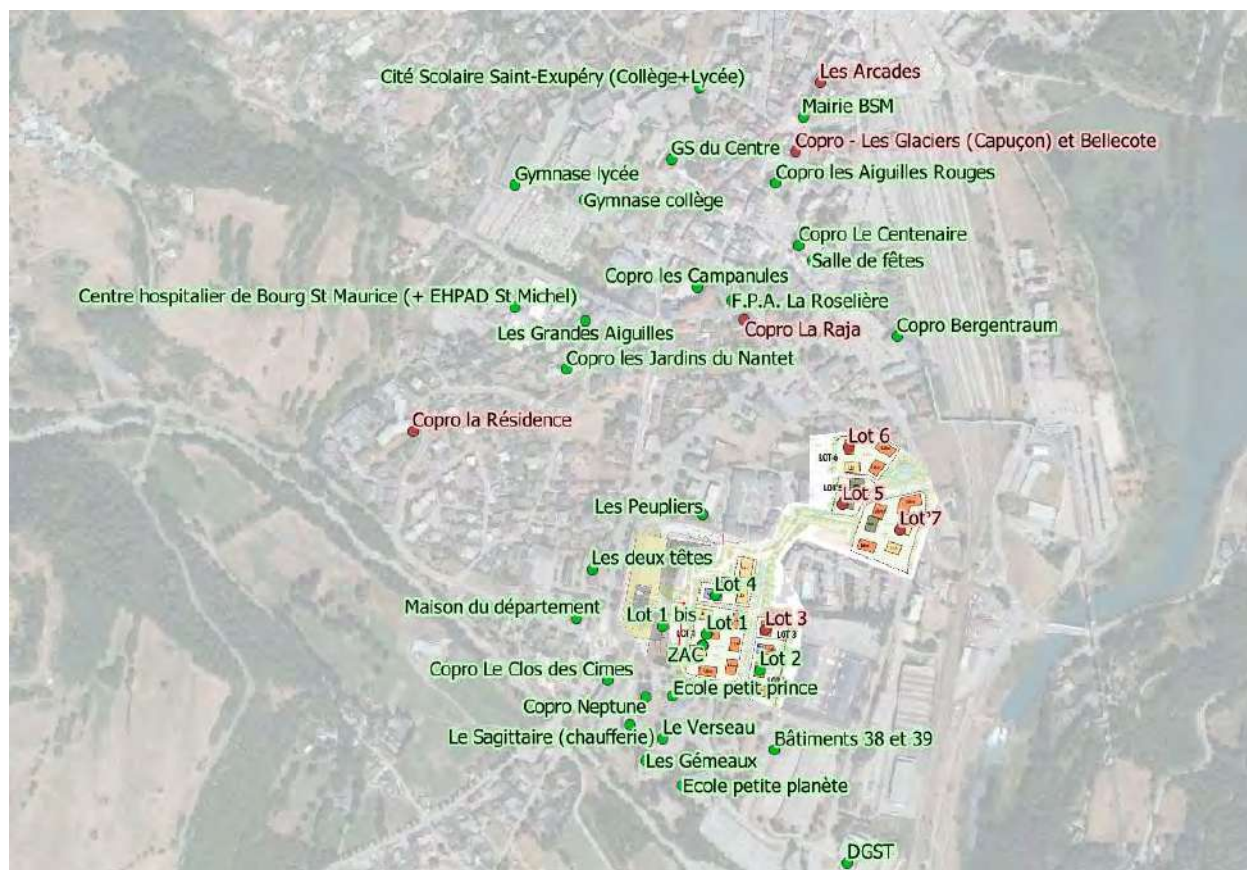 Les Arcades
Cité Scolaire Saint-Exupéry (Collège+Lycée)
Mairie BSM
Copro - Les Glaciers (Capuçon) et Bellecote
GS du Centre
Gymnase lycée
Copro les Aiguilles Rouges
Gymnase collège
Copro Le Centenaire
Salle de fêtes
Copro les Campanules
Centre hospitalier de Bourg St Maurice (+ EHPAD St Michel)
F.P.A. La Roselière
Les Grandes Aiguilles
Copro La Raja
Copro Bergentraum
Copro les Jardins du Nantet
Copro la Résidence
Lot 6
LOT 6
Lot 5
LOT 5
Les Peupliers
Lot 7
Les deux têtes
Lot 4
Maison du département
Lot 1 bis
Lot 1
Lot 3
LOT 3
ZAC
Lot 2
Copro Le Clos des Cimes
Ecole petit prince
Copro Neptune
Le Verseau
Le Sagittaire (chaufferie)
Bâtiments 38 et 39
Les Gémeaux
Ecole petite planète
DGST